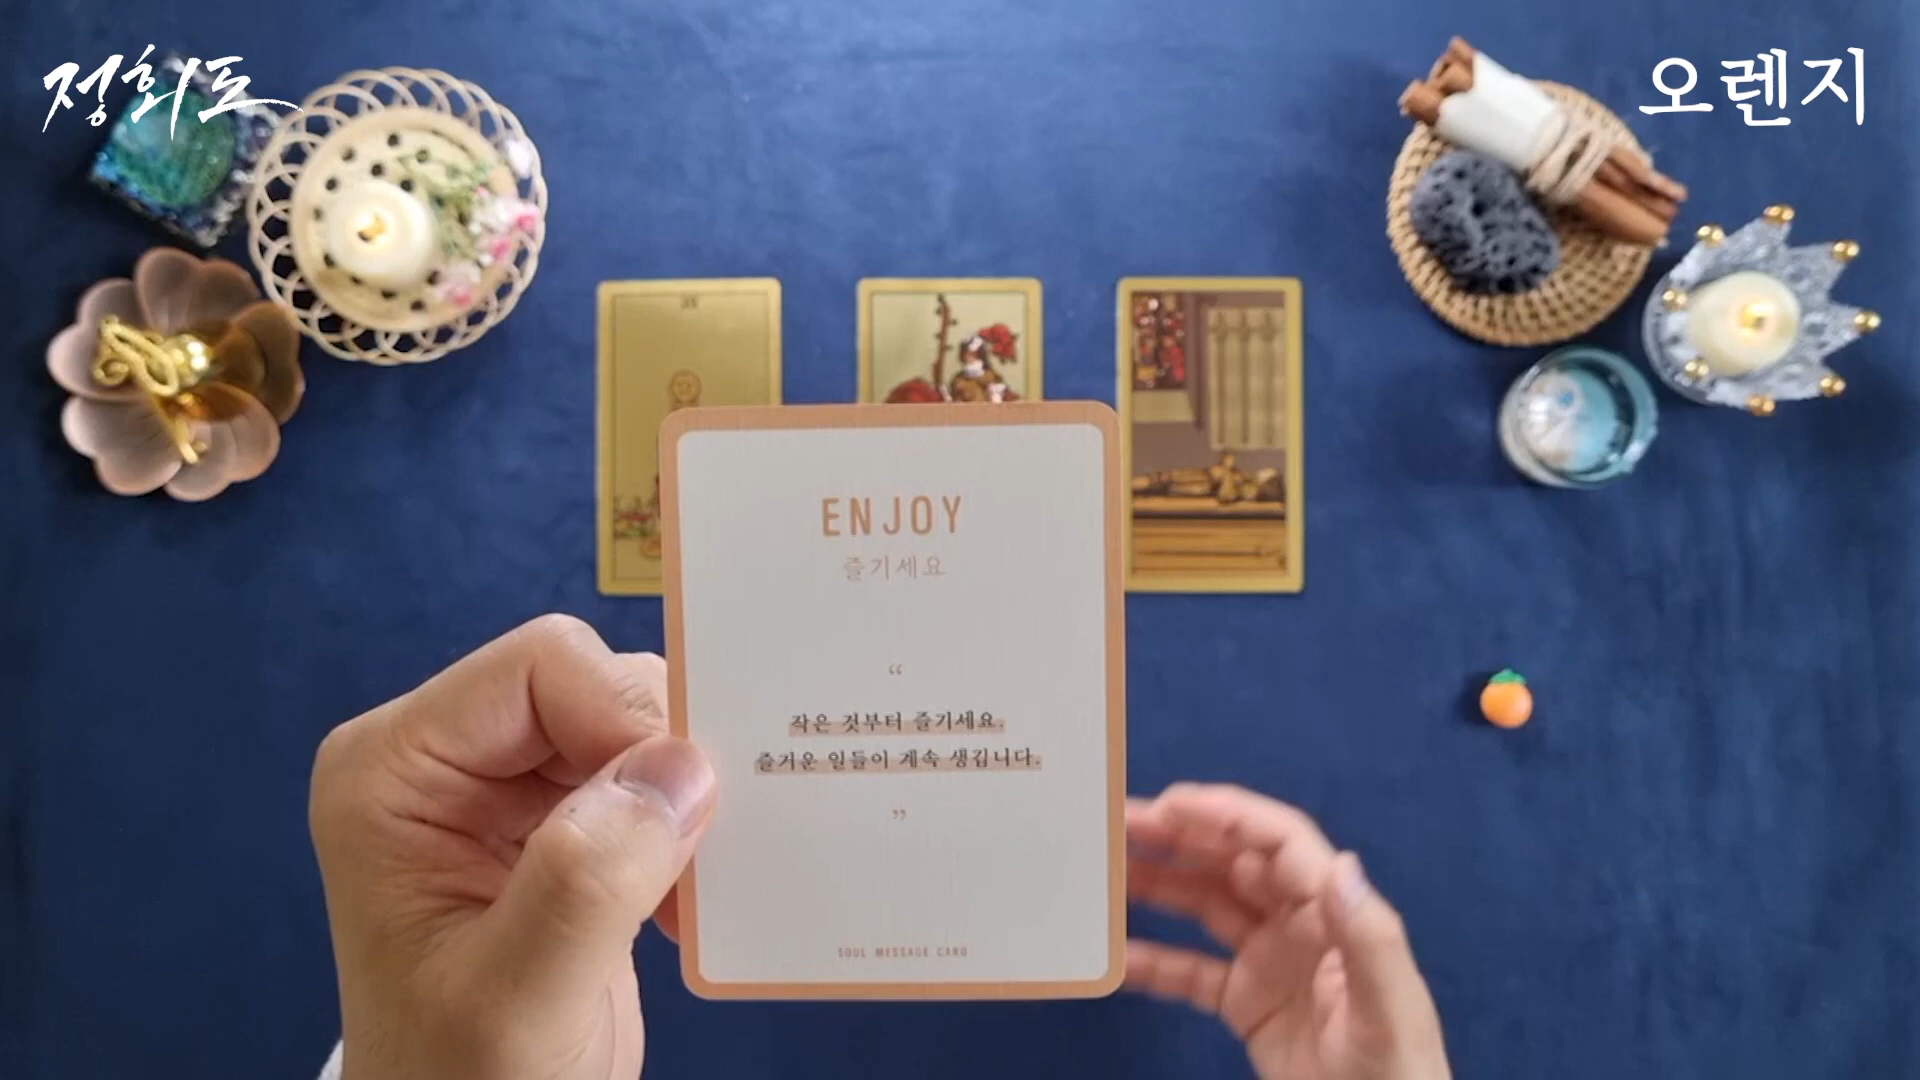 정회도
오렌지
ENJOY
즐기세요
“
작은 것부터 즐기세요.
즐거운 일들이 계속 생깁니다.
”
SOUL MESSAGE CARD